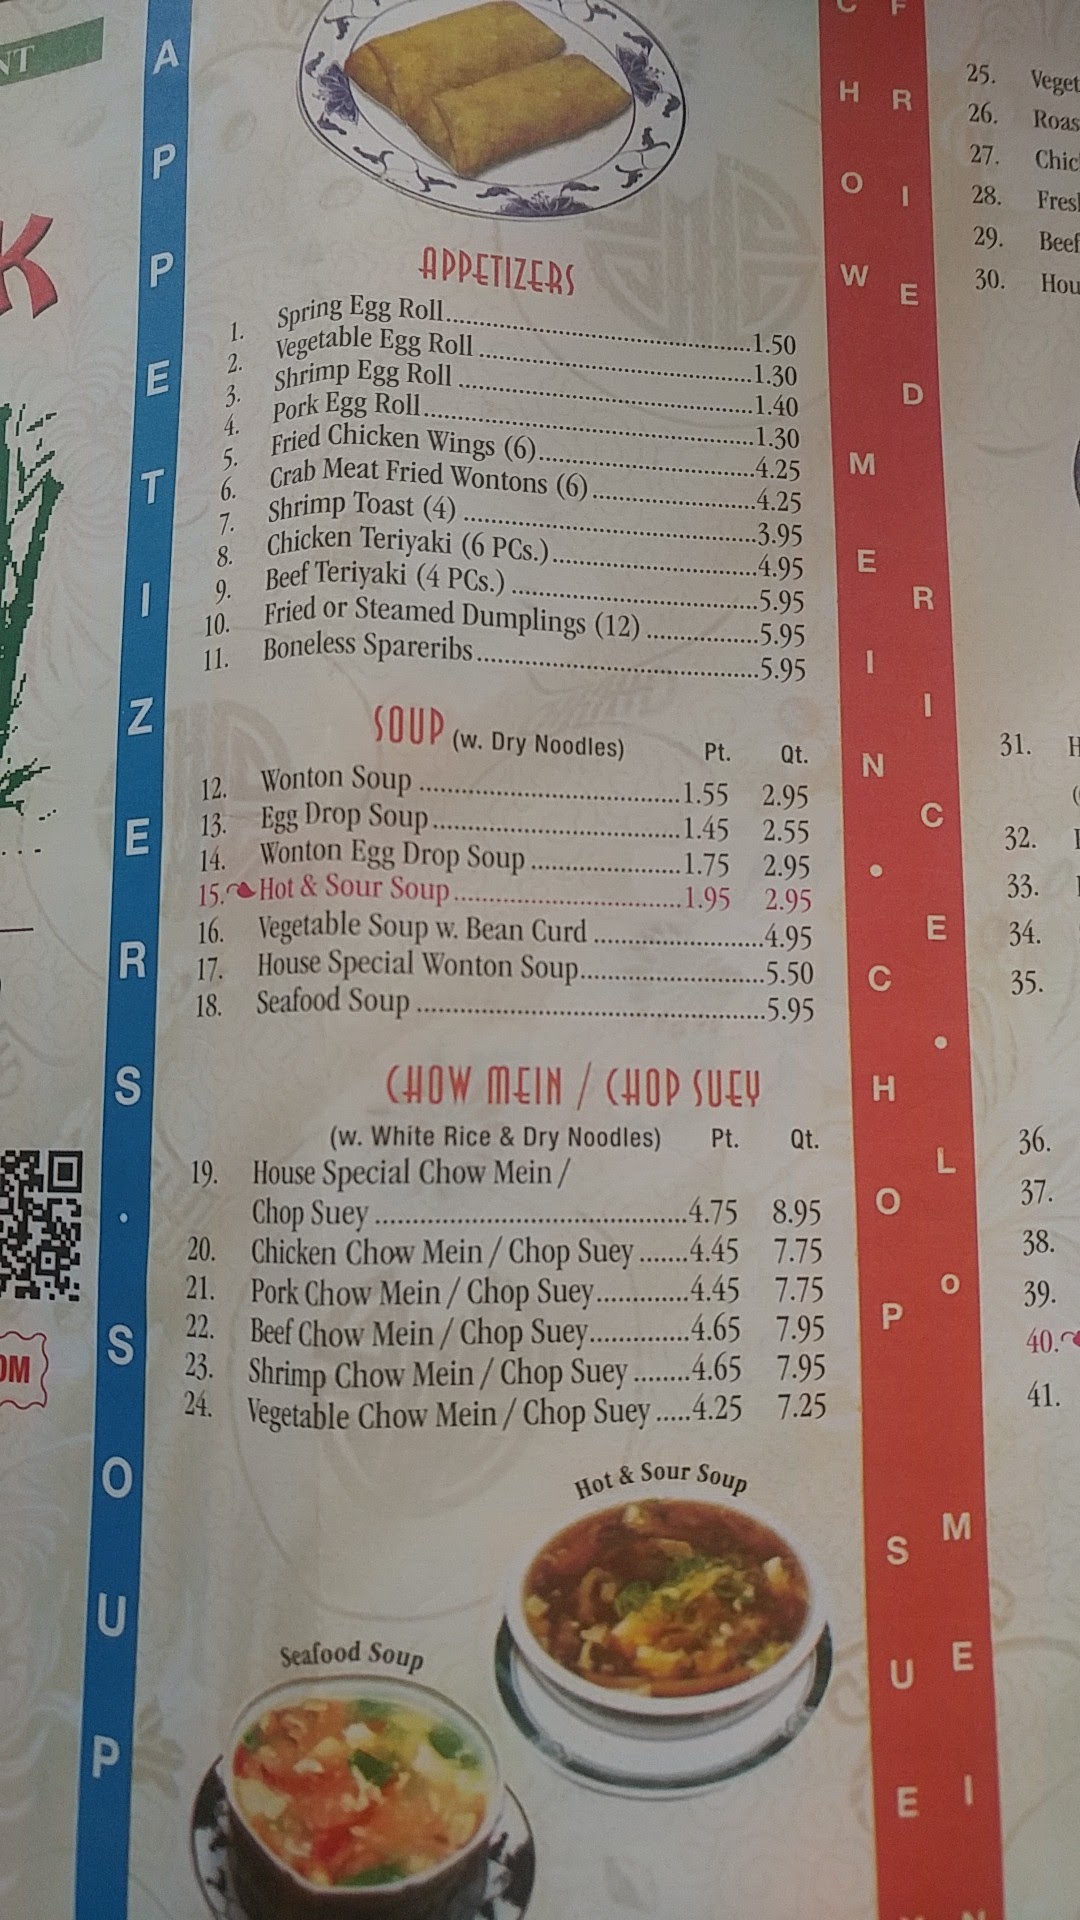 NT
K
OM
APPETIZERS • SOUP
APPETIZERS
1. Spring Egg Roll 1.50
2. Vegetable Egg Roll 1.30
3. Shrimp Egg Roll 1.40
4. Pork Egg Roll 1.30
5. Fried Chicken Wings (6) 4.25
6. Crab Meat Fried Wontons (6) 4.25
7. Shrimp Toast (4) 3.95
8. Chicken Teriyaki (6 PCs.) 4.95
9. Beef Teriyaki (4 PCs.) 5.95
10. Fried or Steamed Dumplings (12) 5.95
11. Boneless Spareribs 5.95
SOUP (w. Dry Noodles) Pt. Qt.
12. Wonton Soup 1.55 2.95
13. Egg Drop Soup 1.45 2.55
14. Wonton Egg Drop Soup 1.75 2.95
15. Hot & Sour Soup 1.95 2.95
16. Vegetable Soup w. Bean Curd 4.95
17. House Special Wonton Soup 5.50
18. Seafood Soup 5.95
CHOW MEIN / CHOP SUEY
(w. White Rice & Dry Noodles) Pt. Qt.
19. House Special Chow Mein /
Chop Suey 4.75 8.95
20. Chicken Chow Mein / Chop Suey 4.45 7.75
21. Pork Chow Mein / Chop Suey 4.45 7.75
22. Beef Chow Mein / Chop Suey 4.65 7.95
23. Shrimp Chow Mein / Chop Suey 4.65 7.95
24. Vegetable Chow Mein / Chop Suey 4.25 7.25
Hot & Sour Soup
Seafood Soup
CHOW MEIN • CHOP SUE
FRIED RICE • LO MEIN
25. Veget
26. Roas
27. Chic
28. Fresh
29. Beef
30. Hou
31. H
32.
33.
34.
35.
36.
37.
38.
39.
40.
41.